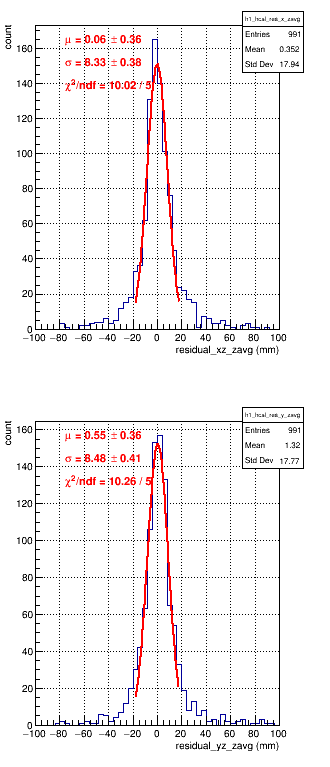 h1_hcal_resi_x_zavg
Entries 991
Mean 0.352
Std Dev 17.94
μ = 0.06 ± 0.36
σ = 8.33 ± 0.38
χ²/ndf = 10.02 / 5
count
160
140
120
100
80
60
40
20
0
−100 −80 −60 −40 −20 0 20 40 60 80 100
residual_xz_zavg (mm)
h1_hcal_resi_y_zavg
Entries 991
Mean 1.32
Std Dev 17.77
μ = 0.55 ± 0.36
σ = 8.48 ± 0.41
χ²/ndf = 10.26 / 5
count
160
140
120
100
80
60
40
20
0
−100 −80 −60 −40 −20 0 20 40 60 80 100
residual_yz_zavg (mm)